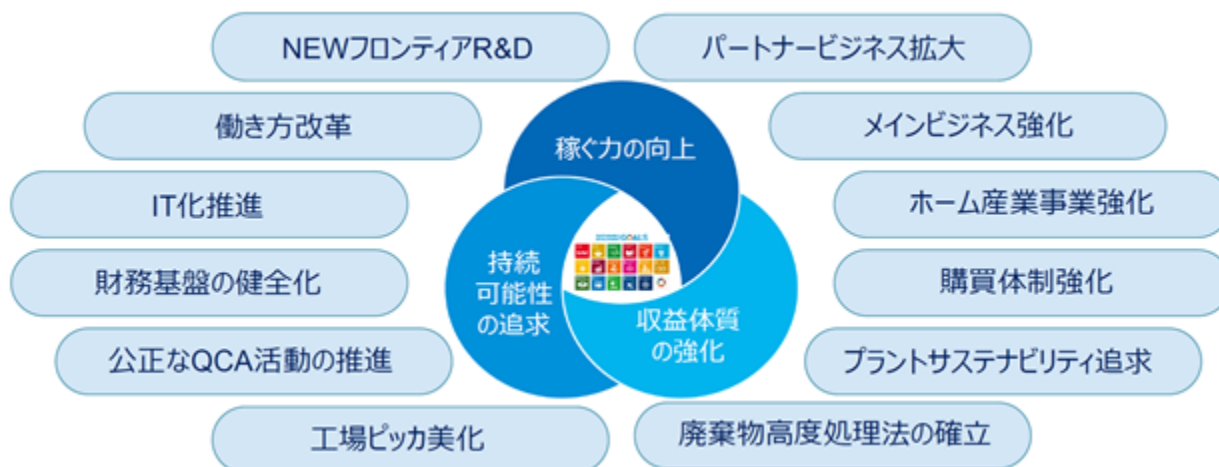 NEWフロンティアR&D
パートナービジネス拡大
働き方改革
メインビジネス強化
稼ぐ力の向上
IT化推進
ホーム産業事業強化
GOALS
持続
可能性
の追求
財務基盤の健全化
購買体制強化
収益体質
の強化
公正なQCA活動の推進
プラントサステナビリティ追求
工場ピッカ美化
廃棄物高度処理法の確立